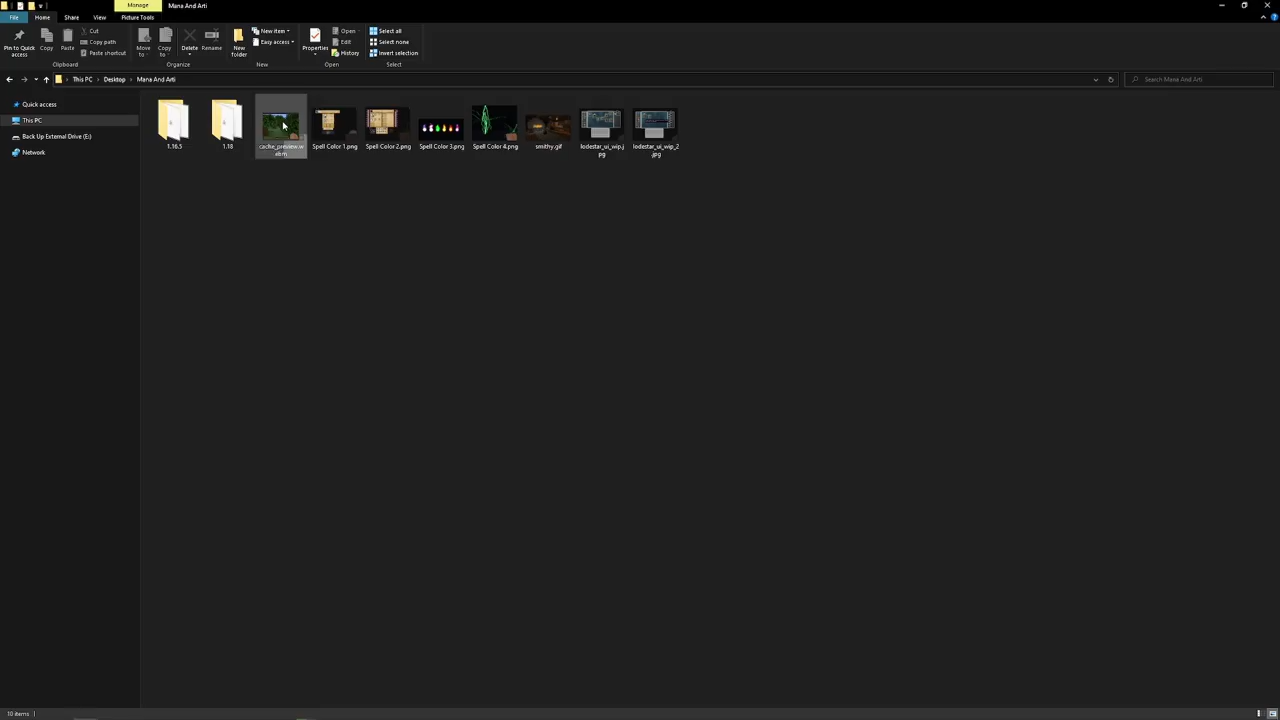 Manage
Mana And Arti
File
Home
Share
View
Picture Tools
Pin to Quick
access
Copy
Paste
Cut
Copy path
Paste shortcut
Clipboard
Move
to
Copy
to
Delete
Rename
Organize
New
folder
New item
Easy access
New
Properties
Open
Edit
History
Open
Select all
Select none
Invert selection
Select
This PC
Desktop
Mana And Arti
Search Mana And Arti
Quick access
This PC
Back Up External Drive (E:)
Network
1.16.5
1.18
cache_preview.w
ebm
Spell Color 1.png
Spell Color 2.png
Spell Color 3.png
Spell Color 4.png
smithy.gif
lodestar_ui_wip.j
pg
lodestar_ui_wip_2
.jpg
10 items